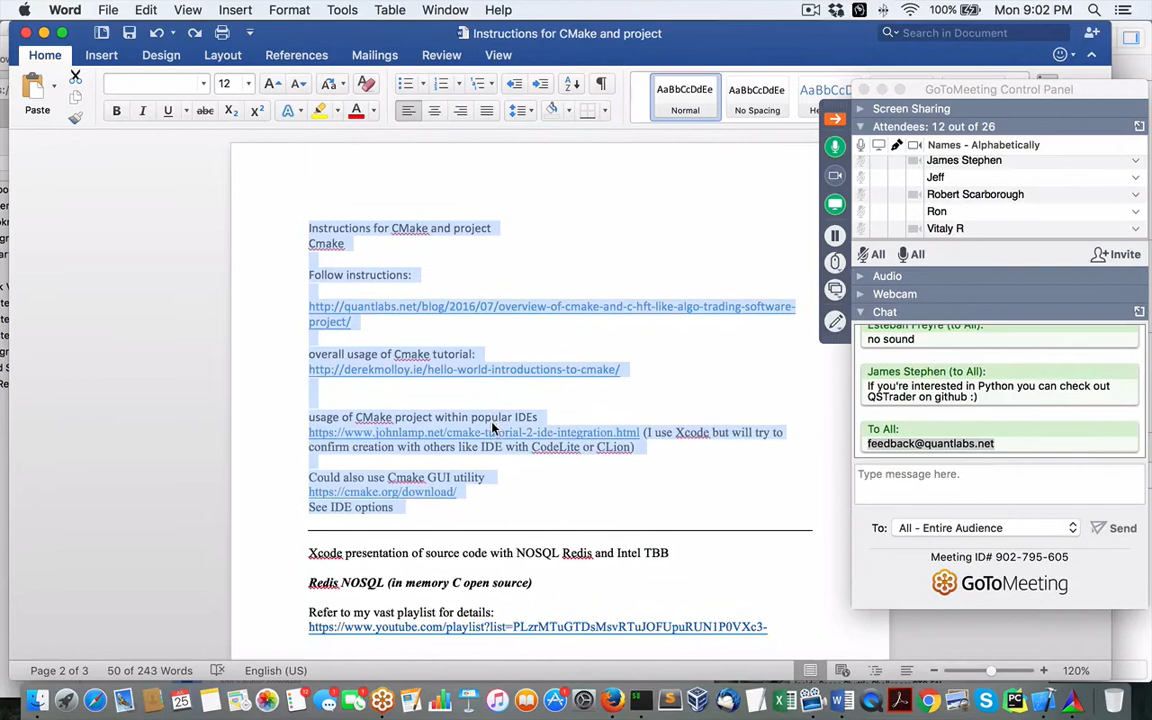 Word File Edit View Insert Format Tools Table Window Help
100% Mon 9:02 PM
Instructions for CMake and project
Search in Document
Home Insert Design Layout References Mailings Review View
Paste
12
B I U abc X2 X2
AaBbCcDdEe
Normal
AaBbCcDdEe
No Spacing
Instructions for CMake and project
Cmake
Follow instructions:
http://quantlabs.net/blog/2016/07/overview-of-cmake-and-c-hft-like-algo-trading-software-
project/
overall usage of Cmake tutorial:
http://derekmolloy.ie/hello-world-introductions-to-cmake/
usage of CMake project within popular IDEs
https://www.johnlamp.net/cmake-tutorial-2-ide-integration.html (I use Xcode but will try to
confirm creation with others like IDE with CodeLite or CLion)
Could also use Cmake GUI utility
https://cmake.org/download/
See IDE options
Xcode presentation of source code with NOSQL Redis and Intel TBB
Redis NOSQL (in memory C open source)
Refer to my vast playlist for details:
https://www.youtube.com/playlist?list=PLzrMTuGTDsMsvRTuJOFUpuRUN1P0VXc3-
Page 2 of 3 50 of 243 Words English (US)
120%
GoToMeeting Control Panel
Screen Sharing
Attendees: 12 out of 26
Names - Alphabetically
James Stephen
Jeff
Robert Scarborough
Ron
Vitaly R
All All Invite
Audio
Webcam
Chat
Esteban Freyre (to All):
no sound
James Stephen (to All):
If you're interested in Python you can check out
QSTrader on github :)
To All:
feedback@quantlabs.net
Type message here.
To: All - Entire Audience Send
Meeting ID# 902-795-605
GoToMeeting